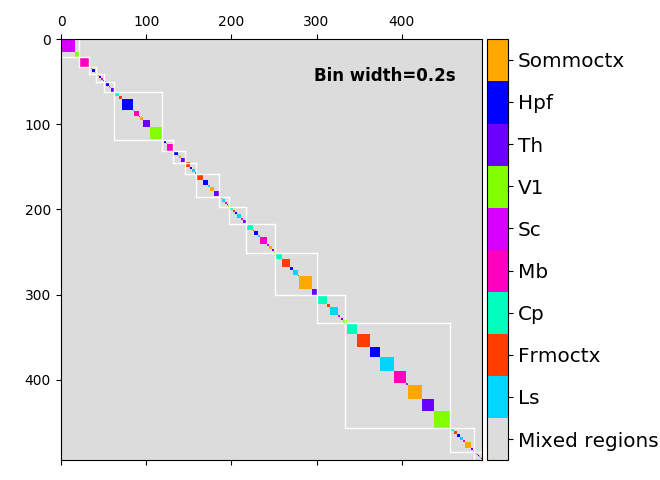 0 100 200 300 400
0
100
200
300
400
Bin width=0.2s
Sommoctx
Hpf
Th
V1
Sc
Mb
Cp
Frmoctx
Ls
Mixed regions